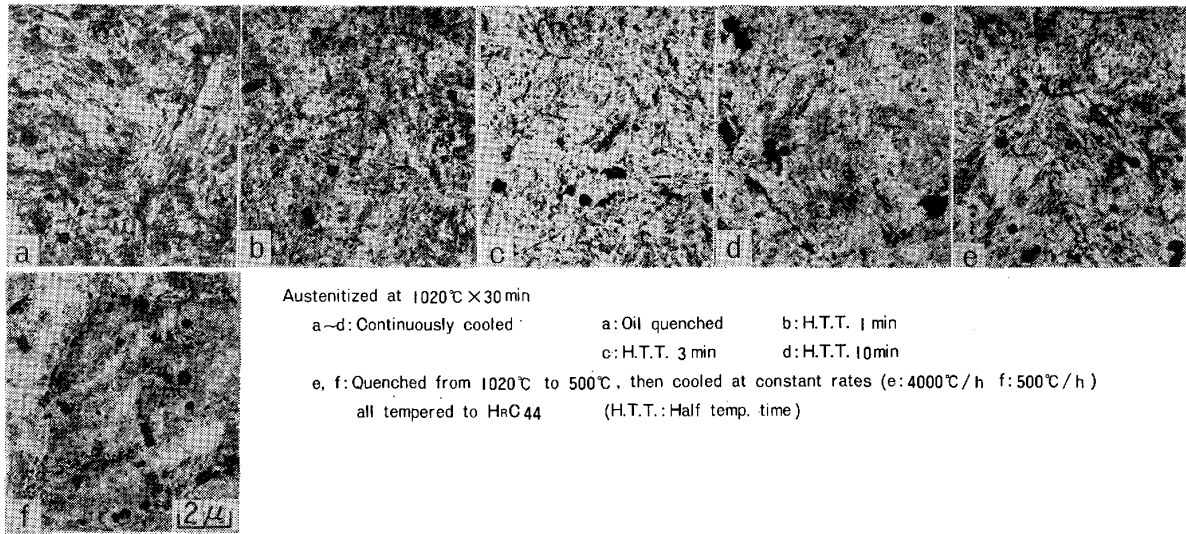 a b c d e
f 2μ
Austenitized at 1020℃ × 30 min
a~d: Continuously cooled a: Oil quenched b: H.T.T. 1 min
c: H.T.T. 3 min d: H.T.T. 10 min
e, f: Quenched from 1020℃ to 500℃, then cooled at constant rates (e: 4000℃/h f: 500℃/h)
all tempered to HRC 44 (H.T.T.: Half temp. time)